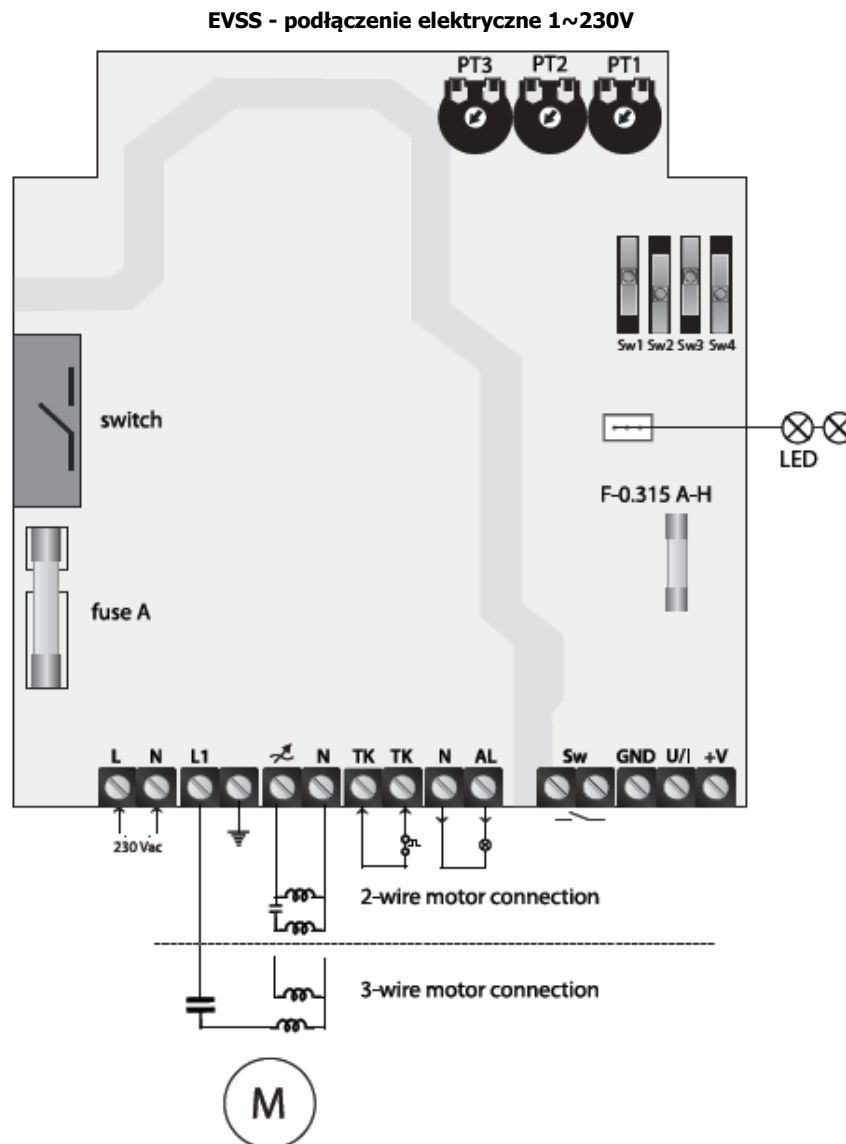 EVSS - podłączenie elektryczne 1~230V
PT3 PT2 PT1
Sw1 Sw2 Sw3 Sw4
switch
LED
F-0.315 A-H
fuse A
L N L1 N TK TK N AL Sw GND U/I +V
230 Vac
2-wire motor connection
3-wire motor connection
M